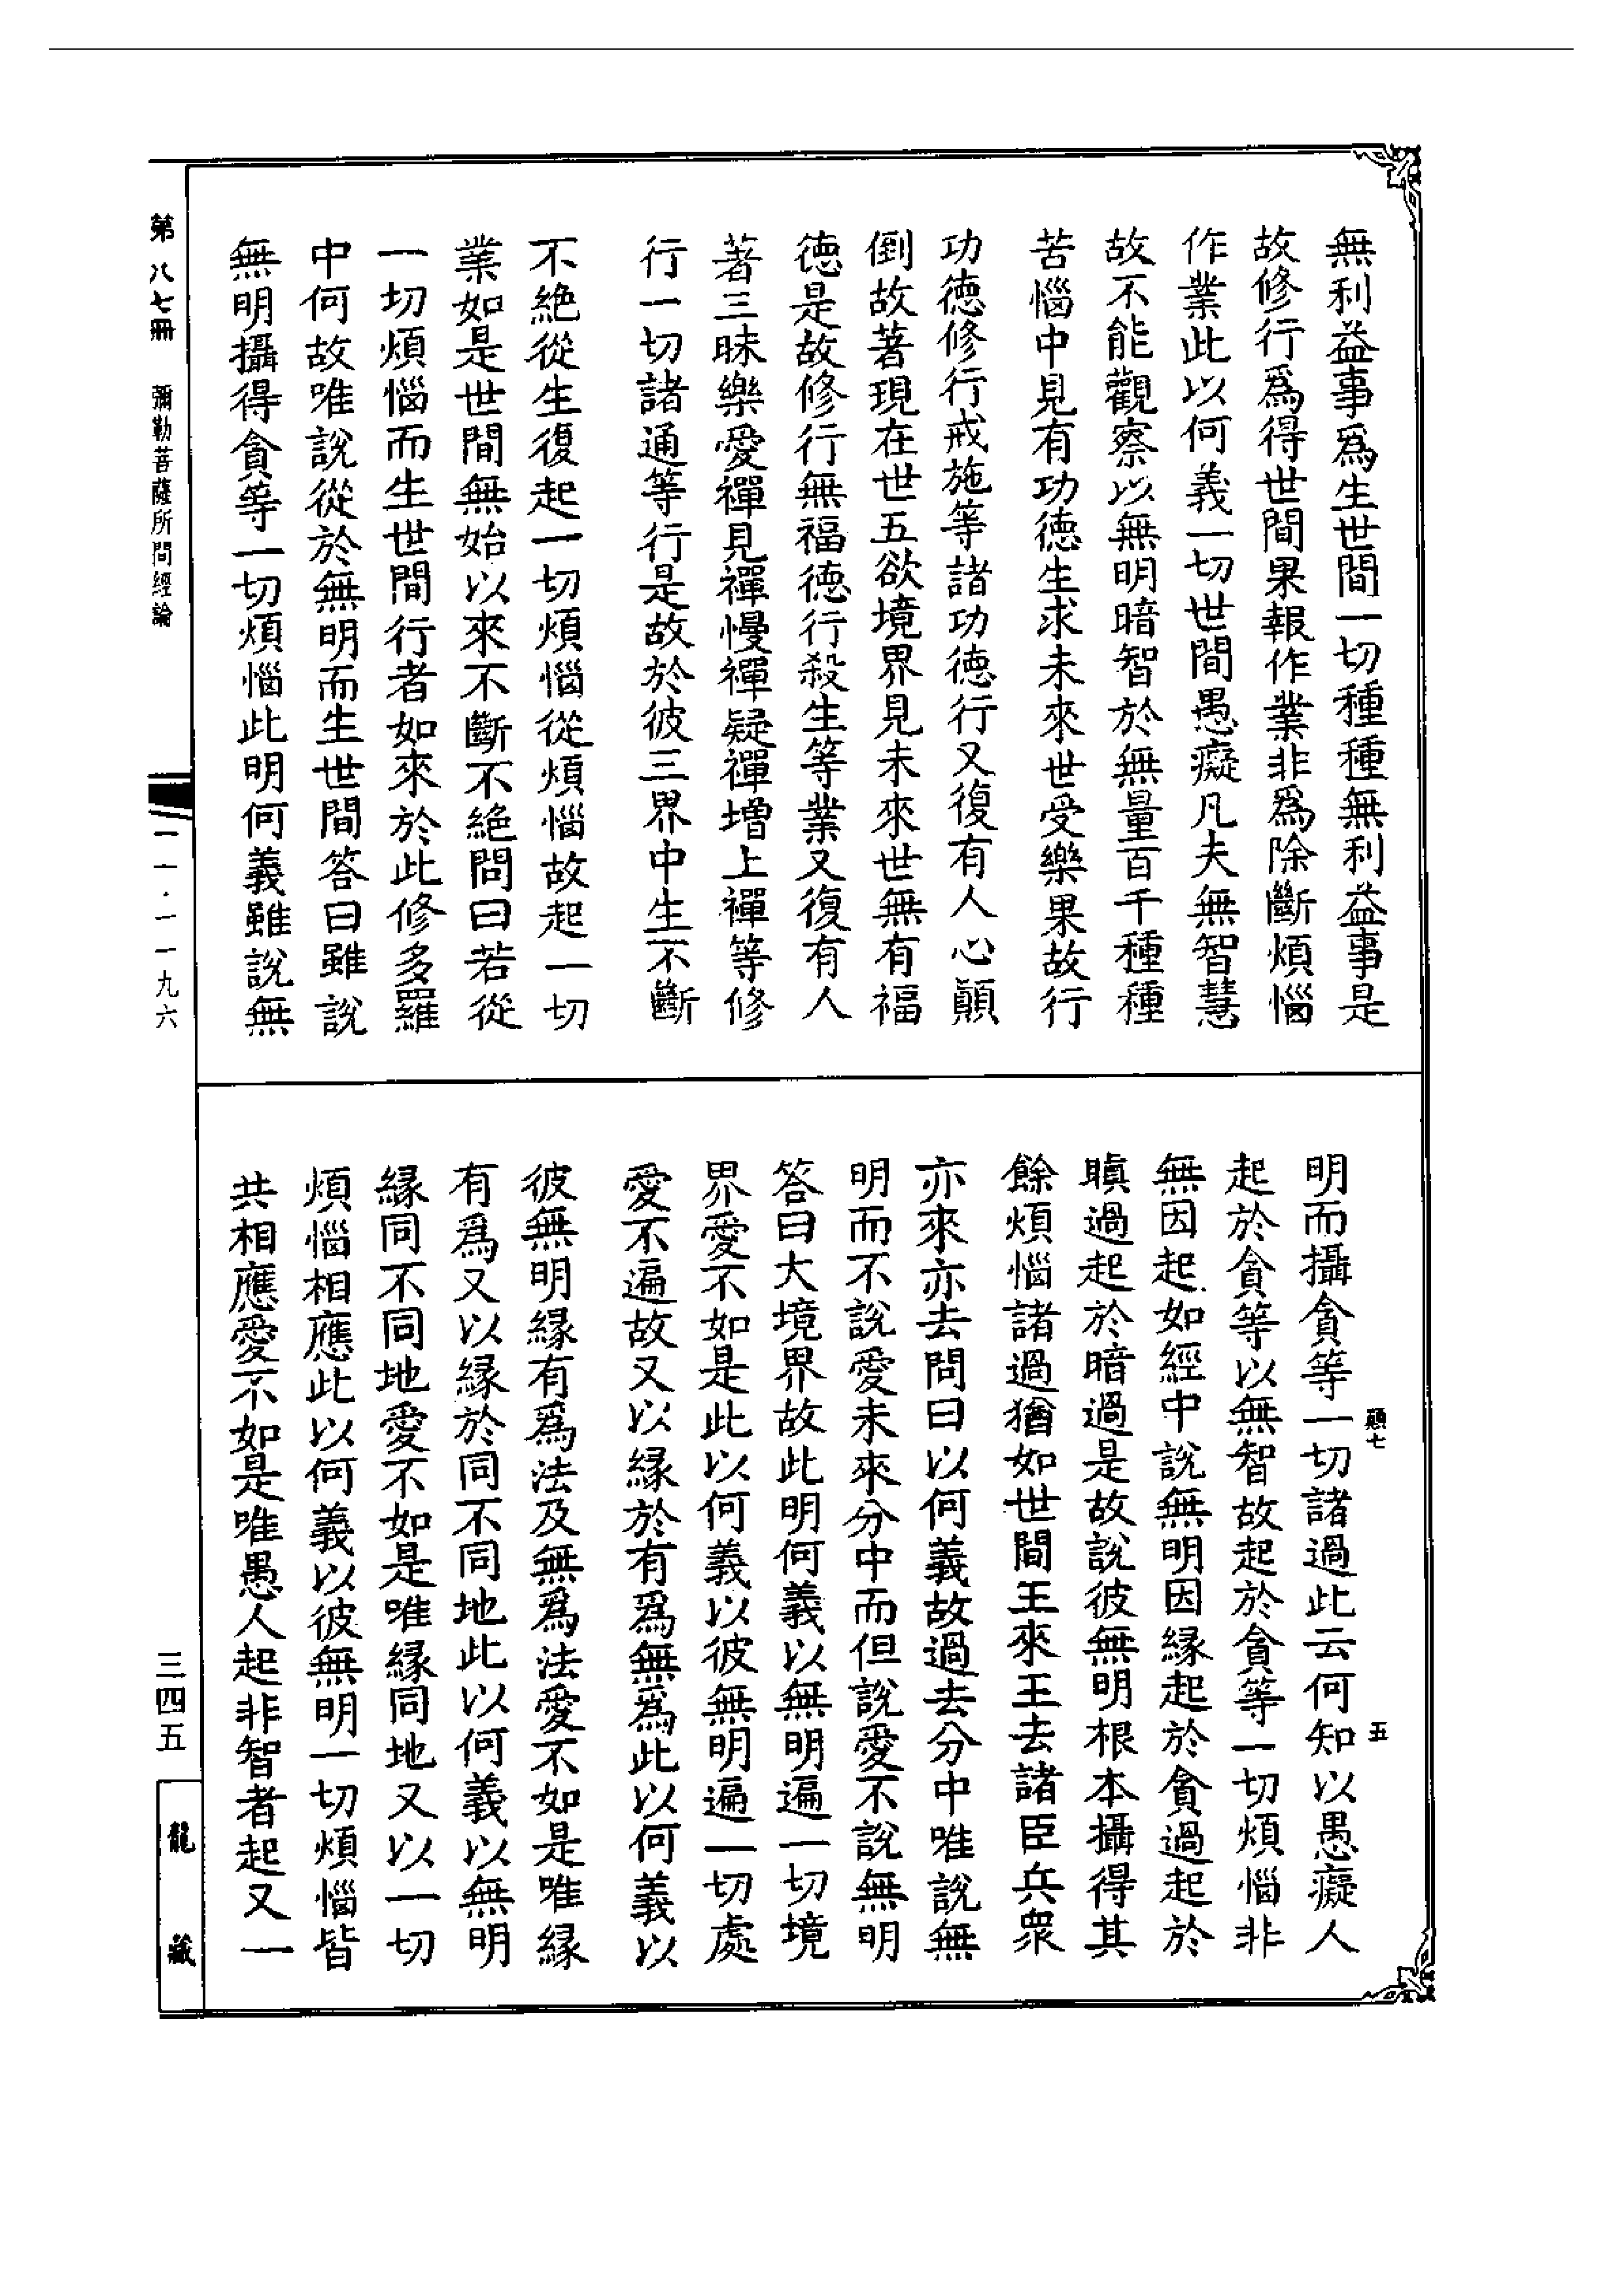 無利益事爲生世間一切種種無利益事是
故修行爲得世間果報作業非爲除斷煩惱
作業此以何義一切世間愚癡凡夫無智慧
故不能觀察以無明暗智於無量百千種種
苦惱中見有功德生求未來世受樂果故行
功德修行戒施等諸功德行又復有人心顚
倒故著現在世五欲境界見未來世無有福
德是故修行無福德行殺生等業又復有人
著三昧樂愛禪見禪慢禪疑禪增上禪等修
行一切諸通等行是故於彼三界中生不斷
不絶從生復起一切煩惱從煩惱故起一切
業如是世間無始以來不斷不絶問曰若從
一切煩惱而生世間行者如來於此修多羅
中何故唯說從於無明而生世間答曰雖說
無明攝得貪等一切煩惱此明何義雖說無
明而攝貪等一切諸過此云何知以愚癡人
起於貪等以無智故起於貪等一切煩惱非
無因起如經中說無明因緣起於貪過起於
瞋過起於暗過是故說彼無明根本攝得其
餘煩惱諸過猶如世間王來王去諸臣兵衆
亦來亦去問曰以何義故過去分中唯說無
明而不說愛未來分中而但說愛不說無明
答曰大境界故此明何義以無明遍一切境
界愛不如是此以何義以彼無明遍一切處
愛不遍故又以緣於有爲無爲此以何義以
彼無明緣有爲法及無爲法愛不如是唯緣
有爲又以緣於同不同地此以何義以無明
緣同不同地愛不如是唯緣同地又以一切
煩惱相應此以何義以彼無明一切煩惱皆
共相應愛不如是唯愚人起非智者起又一
顚七
五
第八七冊
彌勒菩薩所問經論
一一·一一九六
三四五
龍藏